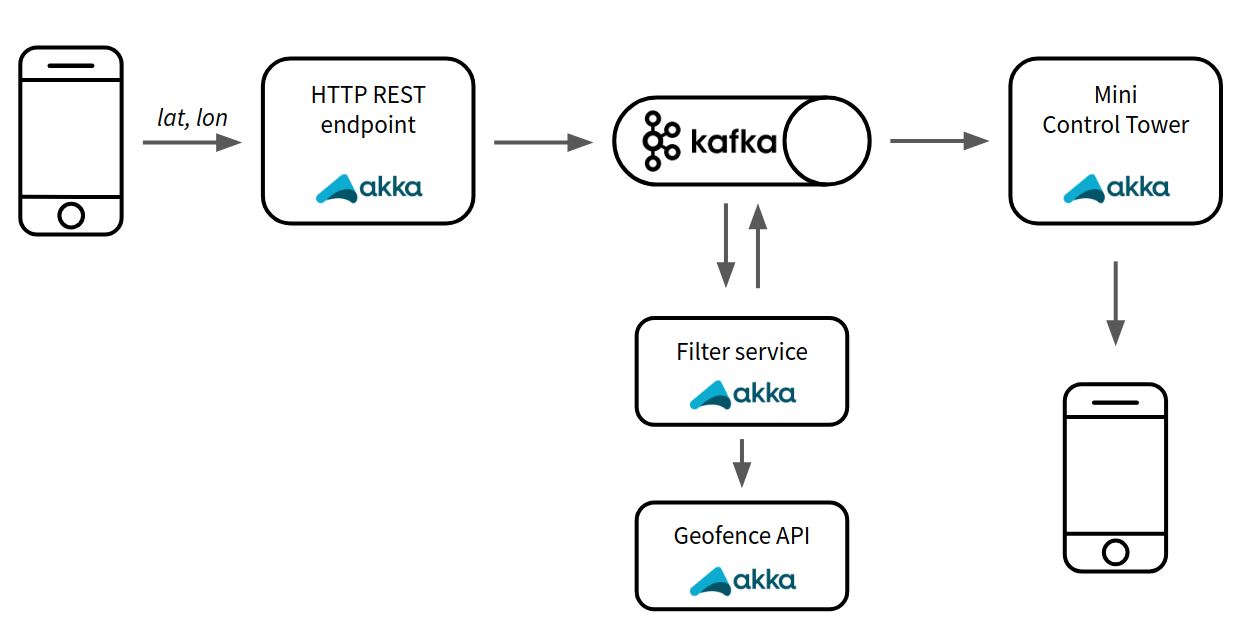 lat, lon
HTTP REST
endpoint
akka
kafka
Mini
Control Tower
akka
Filter service
akka
Geofence API
akka